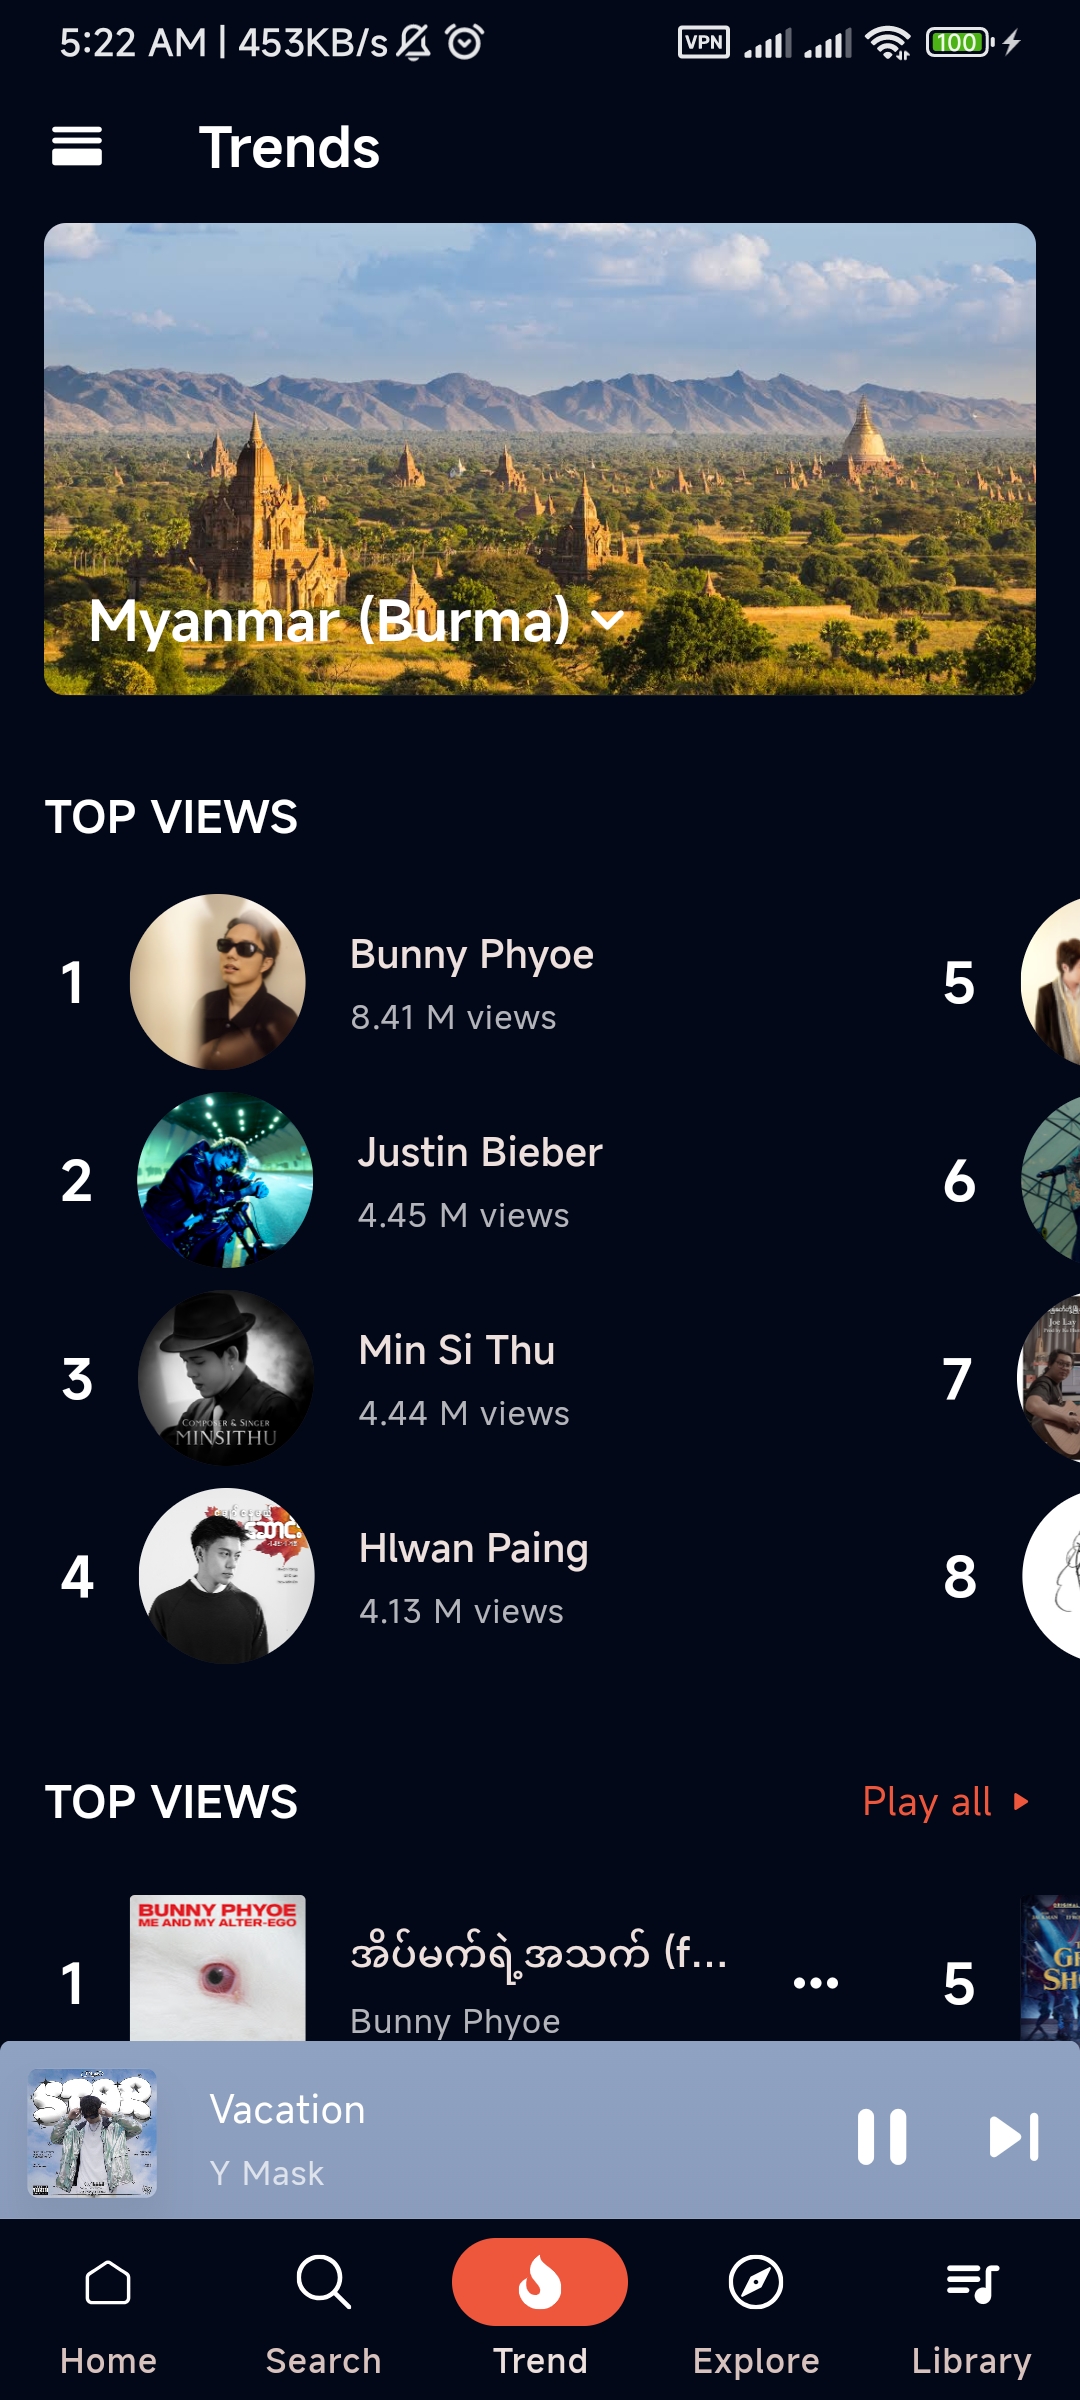 5:22 AM | 453KB/s
VPN
100
Trends
Myanmar (Burma)
TOP VIEWS
1
Bunny Phyoe
8.41 M views
5
2
Justin Bieber
4.45 M views
6
3
COMPOSER & SINGER
MINSITHU
Min Si Thu
4.44 M views
7
Joe Lay
4
Hlwan Paing
4.13 M views
8
TOP VIEWS
Play all
1
BUNNY PHYOE
ME AND MY ALTER-EGO
အိပ်မက်ရဲ့အသက် (f...
Bunny Phyoe
5
STAR
Vacation
Y Mask
Home
Search
Trend
Explore
Library